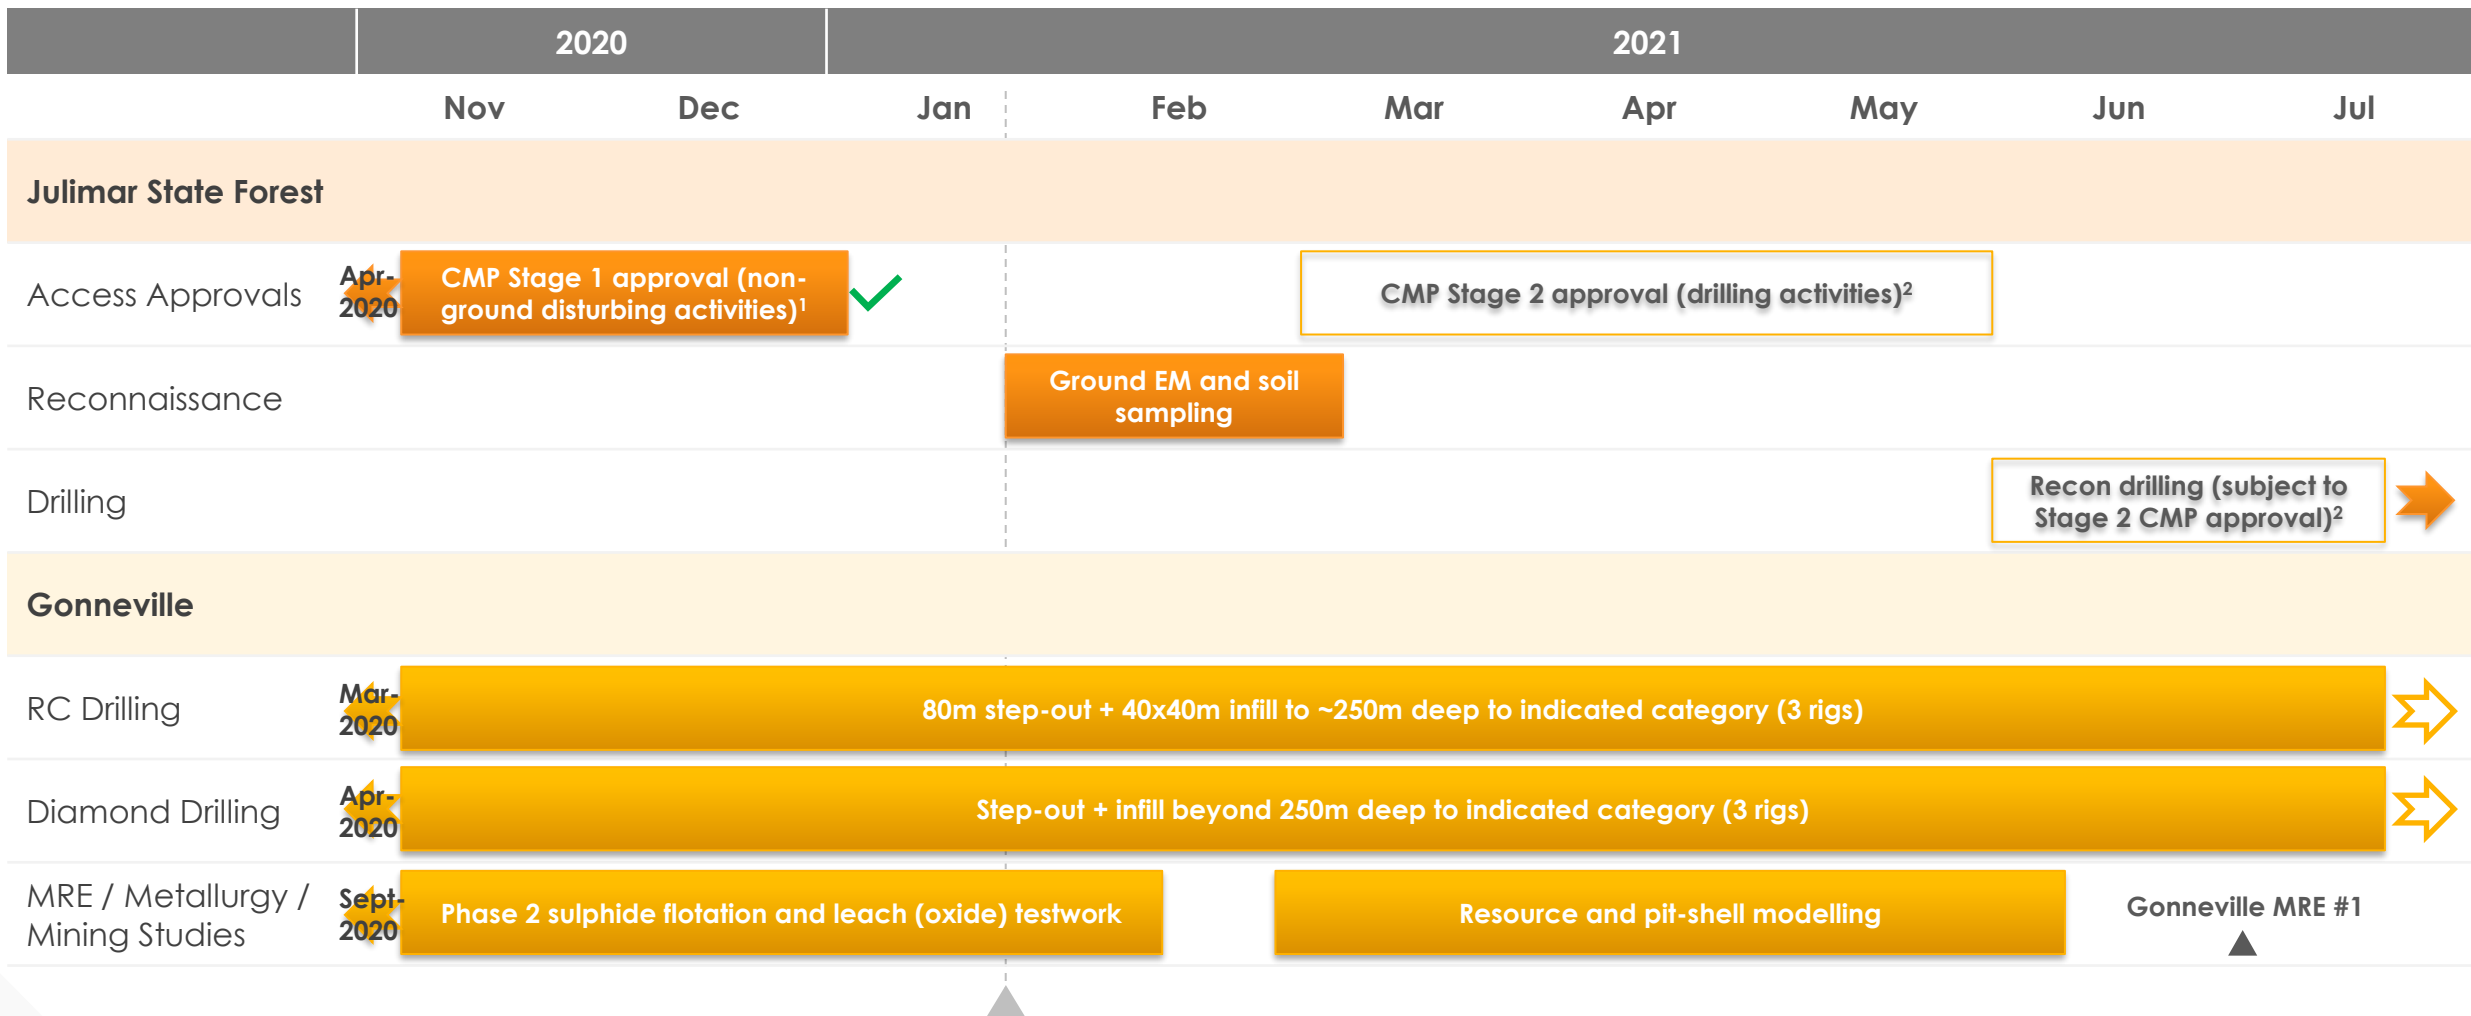 2020
2021
Nov
Dec
Jan
Feb
Mar
Apr
May
Jun
Jul
Julimar State Forest
Access Approvals
Apr-
2020
CMP Stage 1 approval (non-
ground disturbing activities)¹
CMP Stage 2 approval (drilling activities)²
Reconnaissance
Ground EM and soil
sampling
Drilling
Recon drilling (subject to
Stage 2 CMP approval)²
Gonneville
RC Drilling
Mar-
2020
80m step-out + 40x40m infill to ~250m deep to indicated category (3 rigs)
Diamond Drilling
Apr-
2020
Step-out + infill beyond 250m deep to indicated category (3 rigs)
MRE / Metallurgy /
Mining Studies
Sept-
2020
Phase 2 sulphide flotation and leach (oxide) testwork
Resource and pit-shell modelling
Gonneville MRE #1